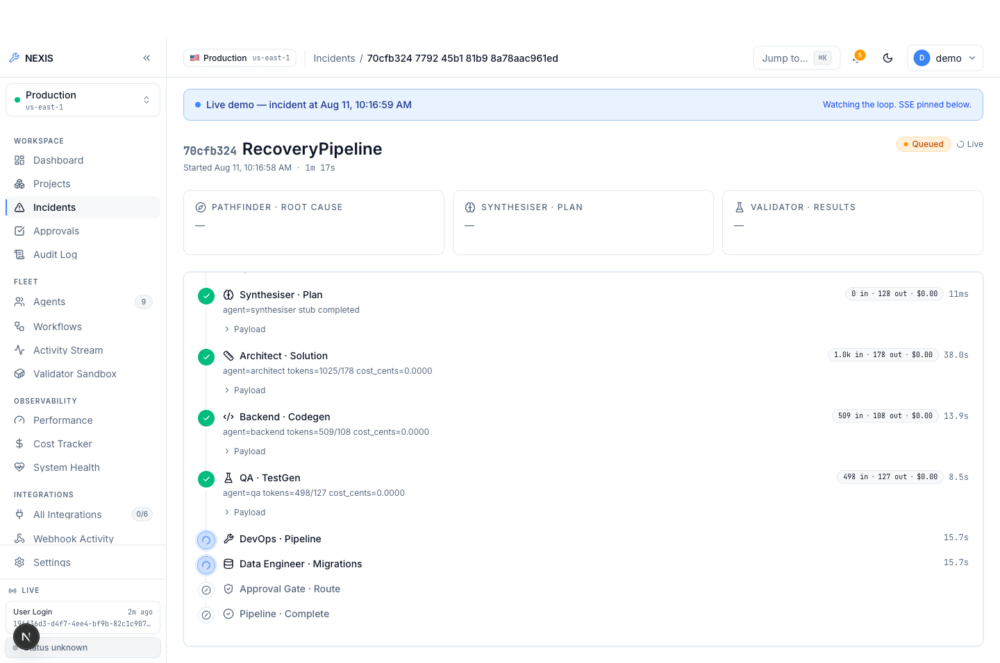 NEXIS
Production us-east-1
Incidents / 70cfb324 7792 45b1 81b9 8a78aac961ed
Jump to... ⌘K
5
D demo
Production
us-east-1
WORKSPACE
Dashboard
Projects
Incidents
Approvals
Audit Log
FLEET
Agents 9
Workflows
Activity Stream
Validator Sandbox
OBSERVABILITY
Performance
Cost Tracker
System Health
INTEGRATIONS
All Integrations 0/6
Webhook Activity
Settings
LIVE
User Login 2m ago
Live demo — incident at Aug 11, 10:16:59 AM
Watching the loop. SSE pinned below.
70cfb324 RecoveryPipeline
Queued Live
Started Aug 11, 10:16:58 AM · 1m 17s
PATHFINDER · ROOT CAUSE
—
SYNTHESISER · PLAN
—
VALIDATOR · RESULTS
—
Synthesiser · Plan 0 in · 128 out · $0.00 11ms
agent=synthesiser stub completed
Payload
Architect · Solution 1.0k in · 178 out · $0.00 38.0s
agent=architect tokens=1025/178 cost_cents=0.0000
Payload
Backend · Codegen 509 in · 108 out · $0.00 13.9s
agent=backend tokens=509/108 cost_cents=0.0000
Payload
QA · TestGen 498 in · 127 out · $0.00 8.5s
agent=qa tokens=498/127 cost_cents=0.0000
Payload
DevOps · Pipeline 15.7s
Data Engineer · Migrations 15.7s
Approval Gate · Route
Pipeline · Complete
N
unknown